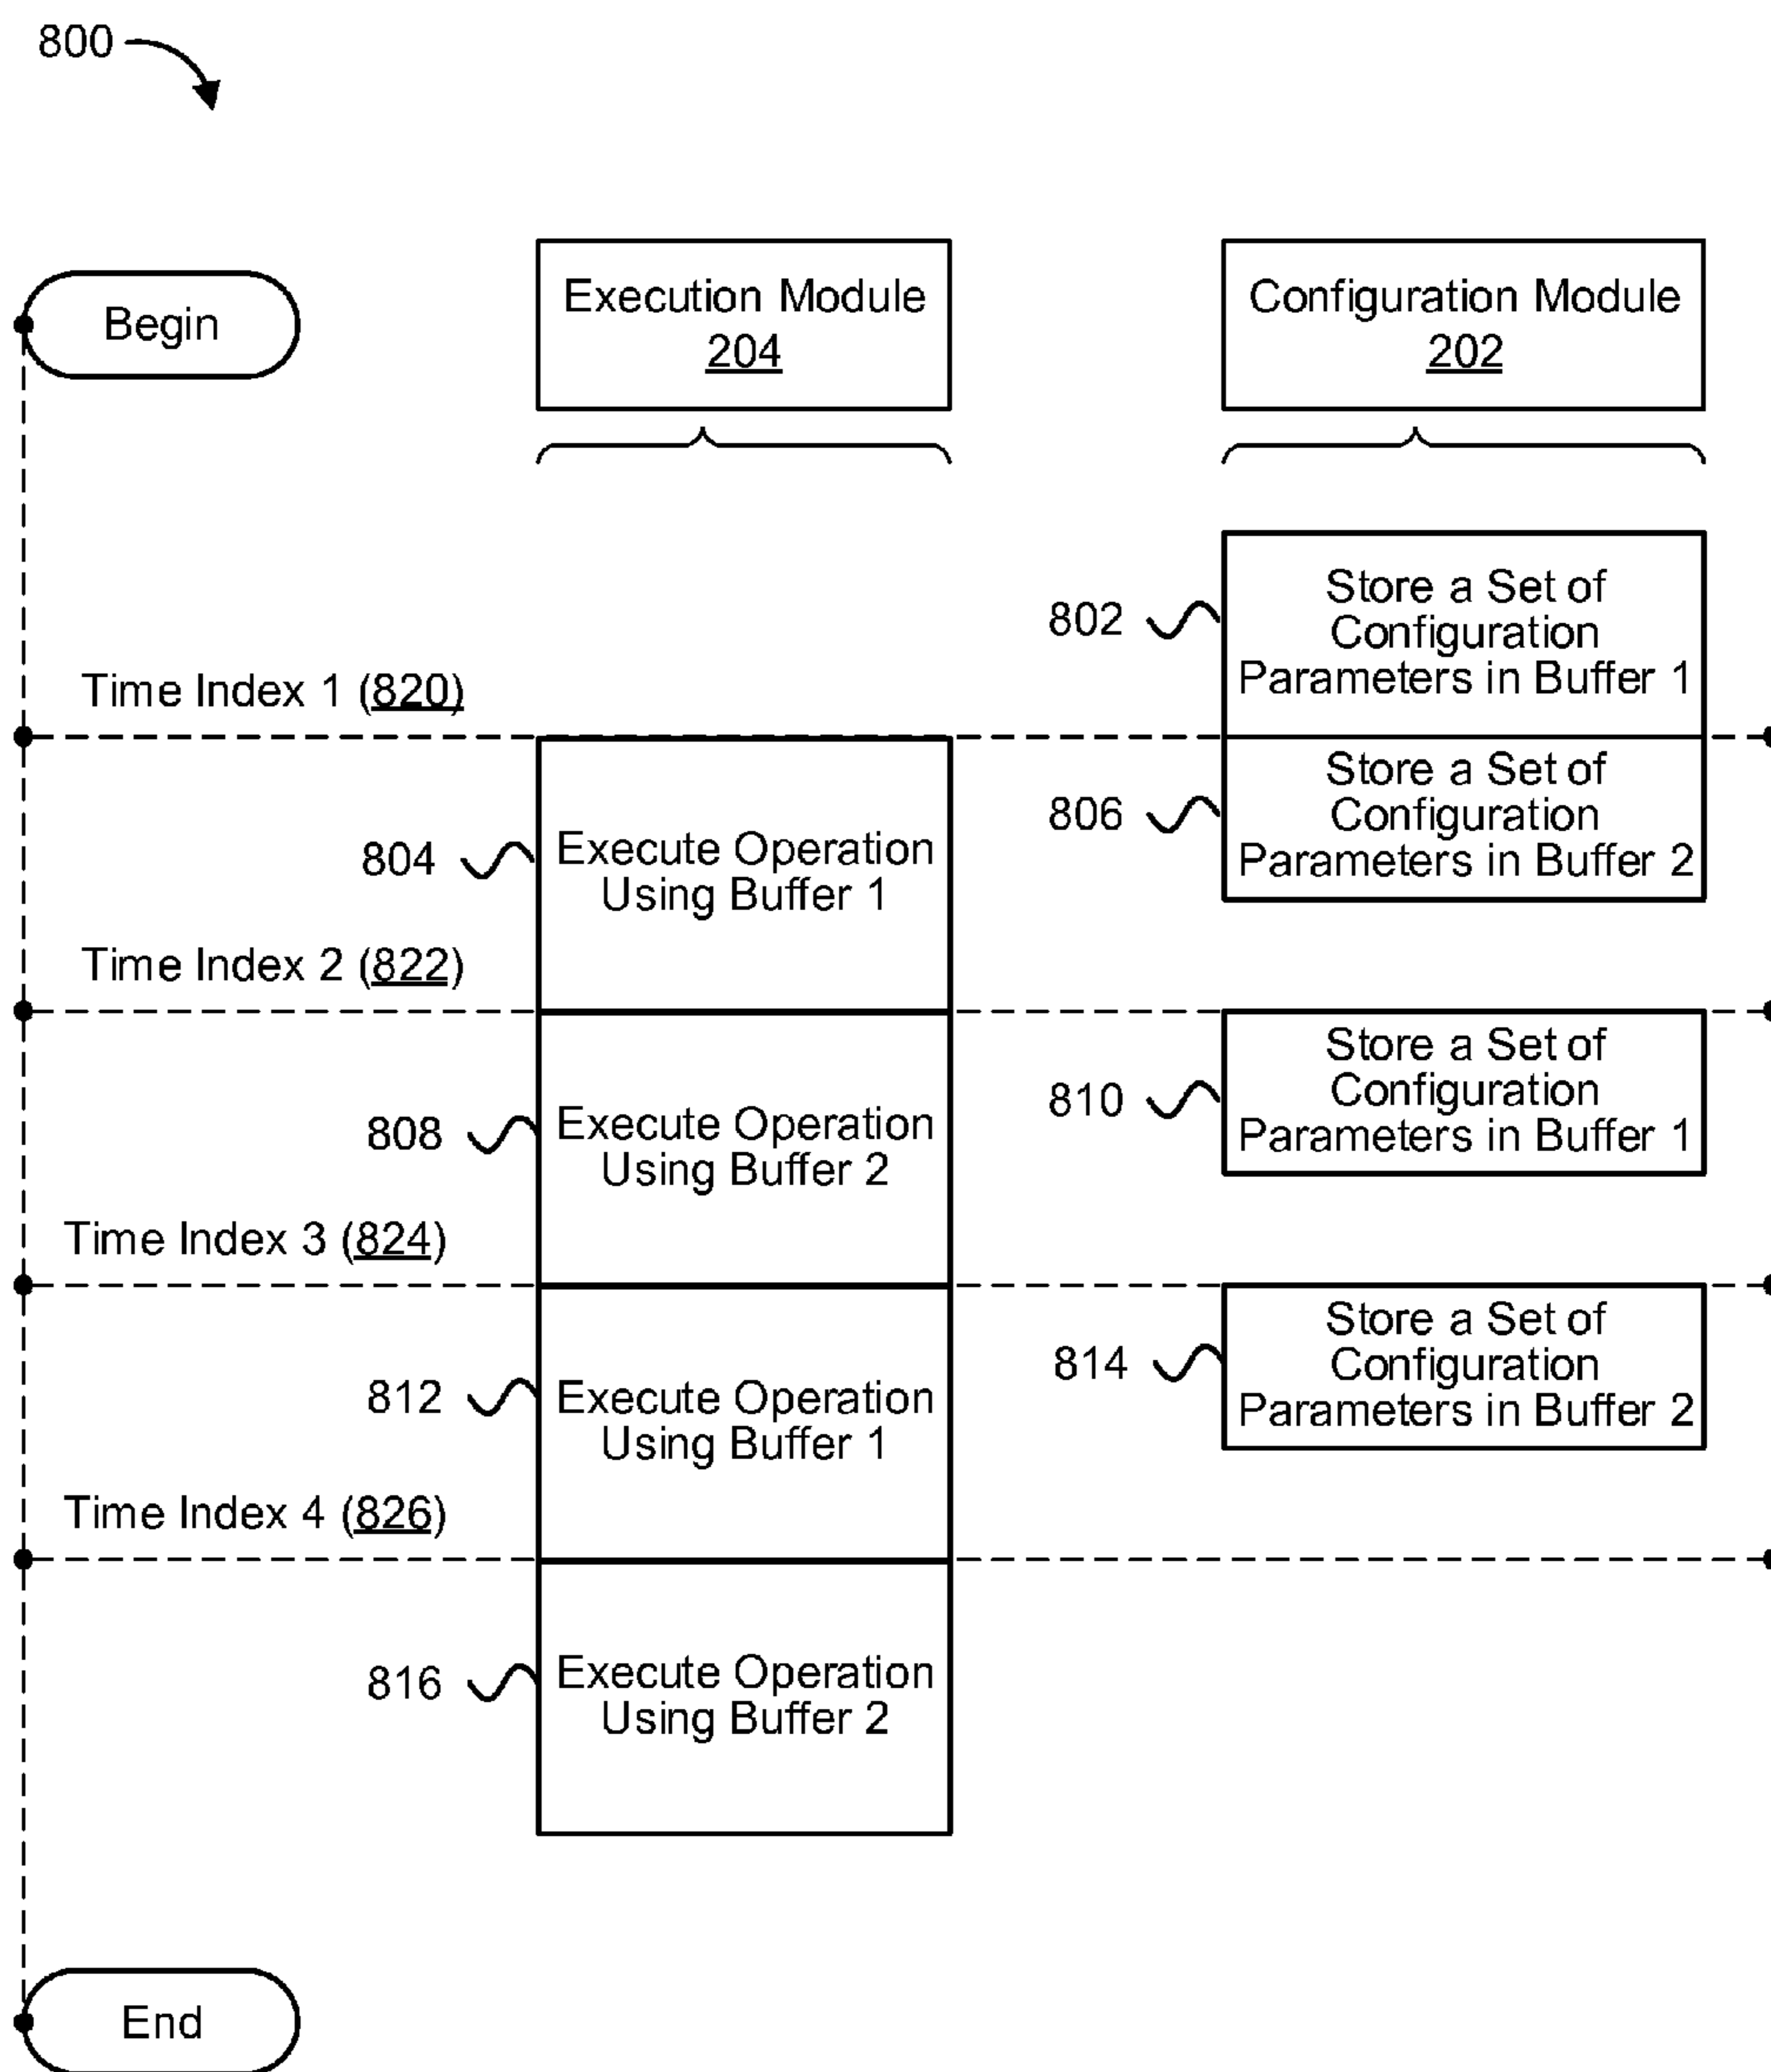 800
Begin
Execution Module
204
Configuration Module
202
802
Store a Set of
Configuration
Parameters in Buffer 1
Time Index 1 (820)
804
Execute Operation
Using Buffer 1
806
Store a Set of
Configuration
Parameters in Buffer 2
Time Index 2 (822)
808
Execute Operation
Using Buffer 2
810
Store a Set of
Configuration
Parameters in Buffer 1
Time Index 3 (824)
812
Execute Operation
Using Buffer 1
814
Store a Set of
Configuration
Parameters in Buffer 2
Time Index 4 (826)
816
Execute Operation
Using Buffer 2
End